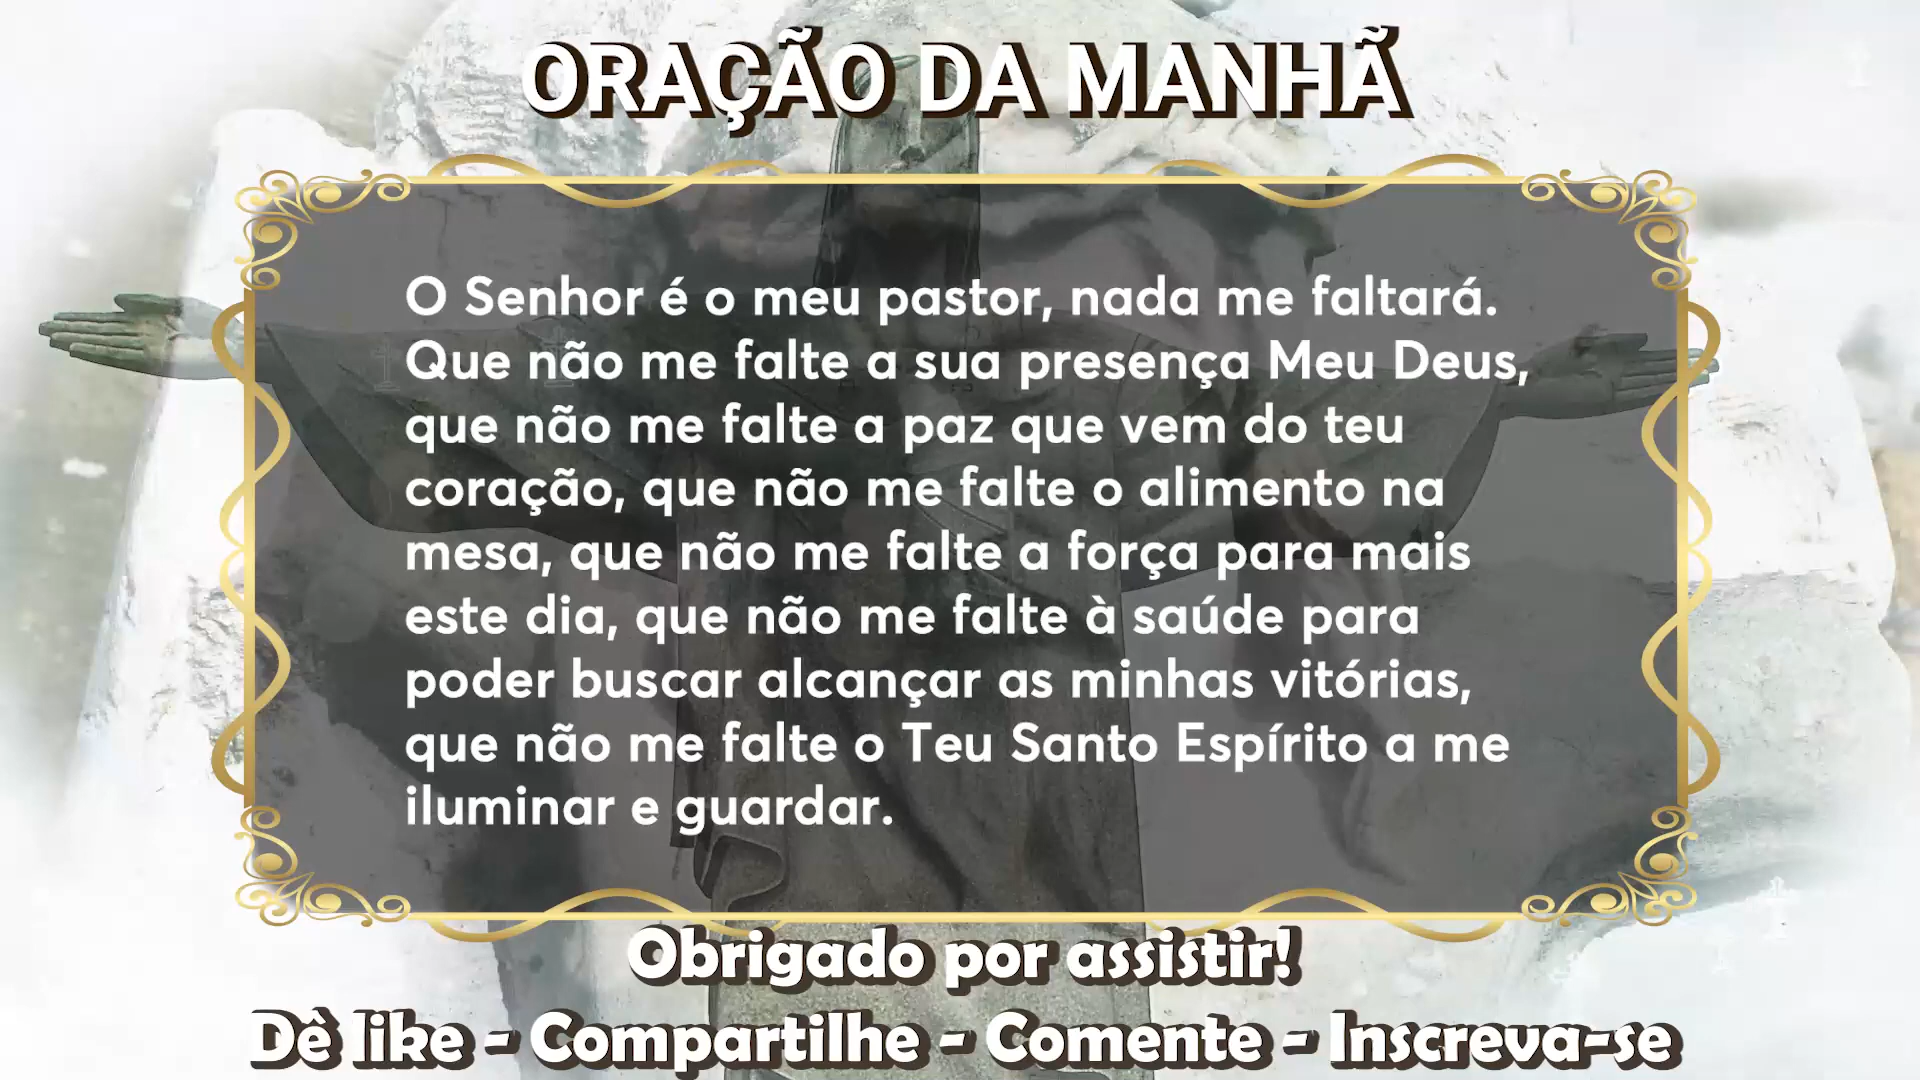 ORAÇÃO DA MANHÃ
O Senhor é o meu pastor, nada me faltará.
Que não me falte a sua presença Meu Deus,
que não me falte a paz que vem do teu
coração, que não me falte o alimento na
mesa, que não me falte a força para mais
este dia, que não me falte à saúde para
poder buscar alcançar as minhas vitórias,
que não me falte o Teu Santo Espírito a me
iluminar e guardar.
Obrigado por assistir!
Dê like - Compartilhe - Comente - Inscreva-se